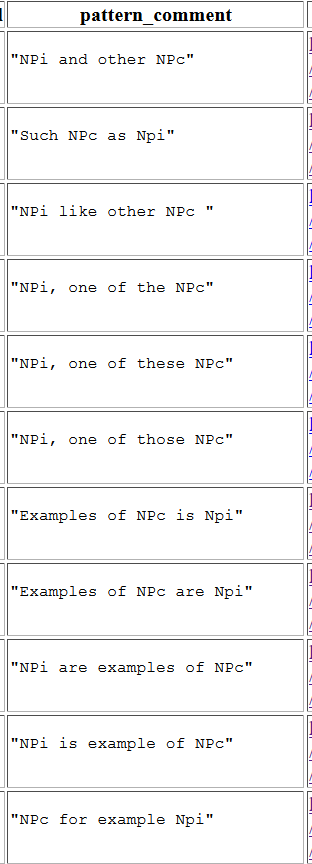 pattern_comment
"NPi and other NPc"
"Such NPc as Npi"
"NPi like other NPc "
"NPi, one of the NPc"
"NPi, one of these NPc"
"NPi, one of those NPc"
"Examples of NPc is Npi"
"Examples of NPc are Npi"
"NPi are examples of NPc"
"NPi is example of NPc"
"NPc for example Npi"